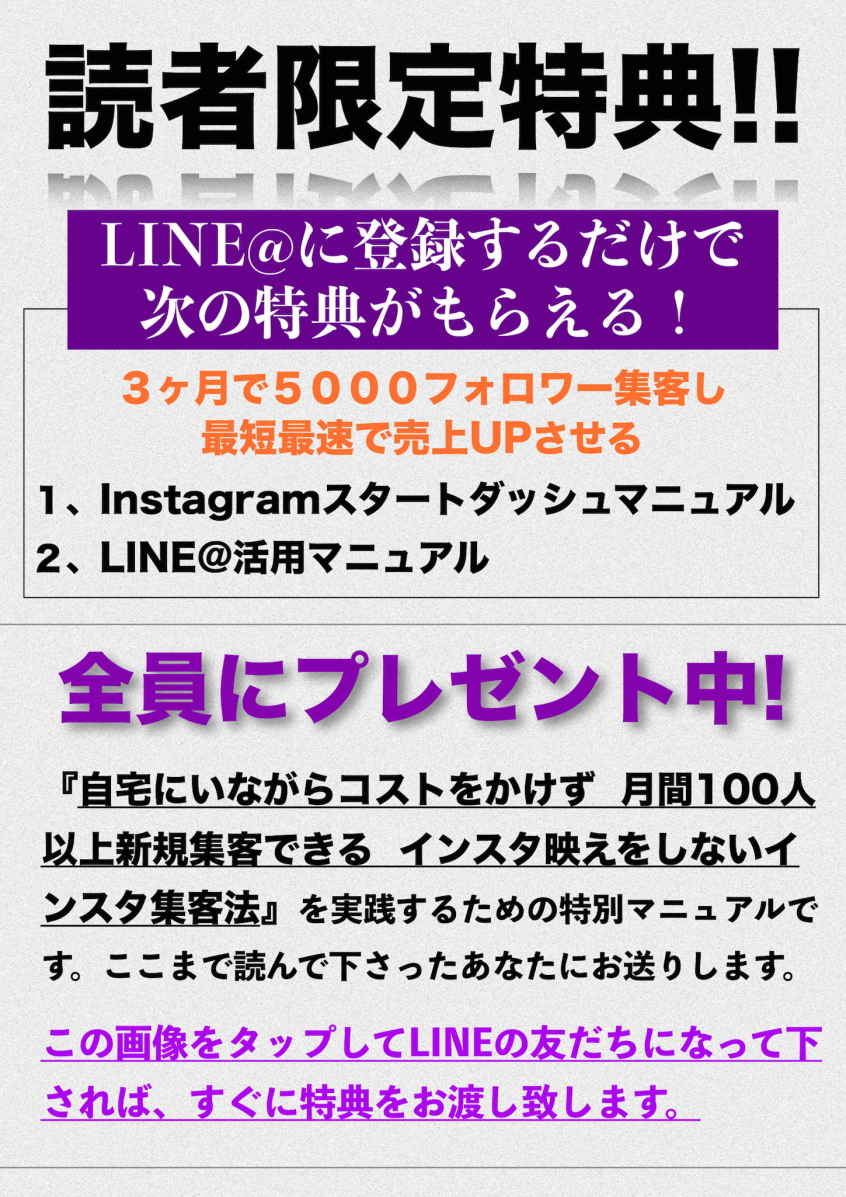 読者限定特典!!
LINE@に登録するだけで
次の特典がもらえる！
３ヶ月で５０００フォロワー集客し
最短最速で売上UPさせる
１、Instagramスタートダッシュマニュアル
２、LINE@活用マニュアル
全員にプレゼント中!
『自宅にいながらコストをかけず 月間100人
以上新規集客できる インスタ映えをしないイ
ンスタ集客法』を実践するための特別マニュアルで
す。ここまで読んで下さったあなたにお送りします。
この画像をタップしてLINEの友だちになって下
されば、すぐに特典をお渡し致します。